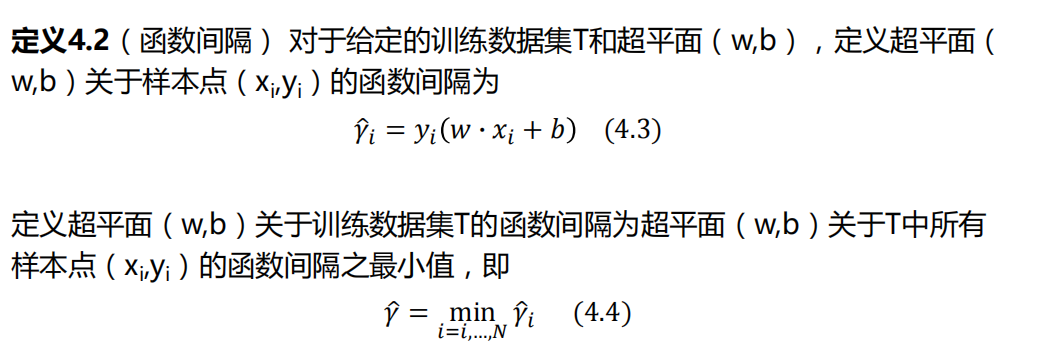 定义4.2（函数间隔） 对于给定的训练数据集T和超平面（w,b），定义超平面（
w,b）关于样本点（xᵢ,yᵢ）的函数间隔为
γ̂ᵢ = yᵢ(w · xᵢ + b) (4.3)
定义超平面（w,b）关于训练数据集T的函数间隔为超平面（w,b）关于T中所有
样本点（xᵢ,yᵢ）的函数间隔之最小值，即
γ̂ = min γ̂ᵢ (4.4)
i=i,...,N